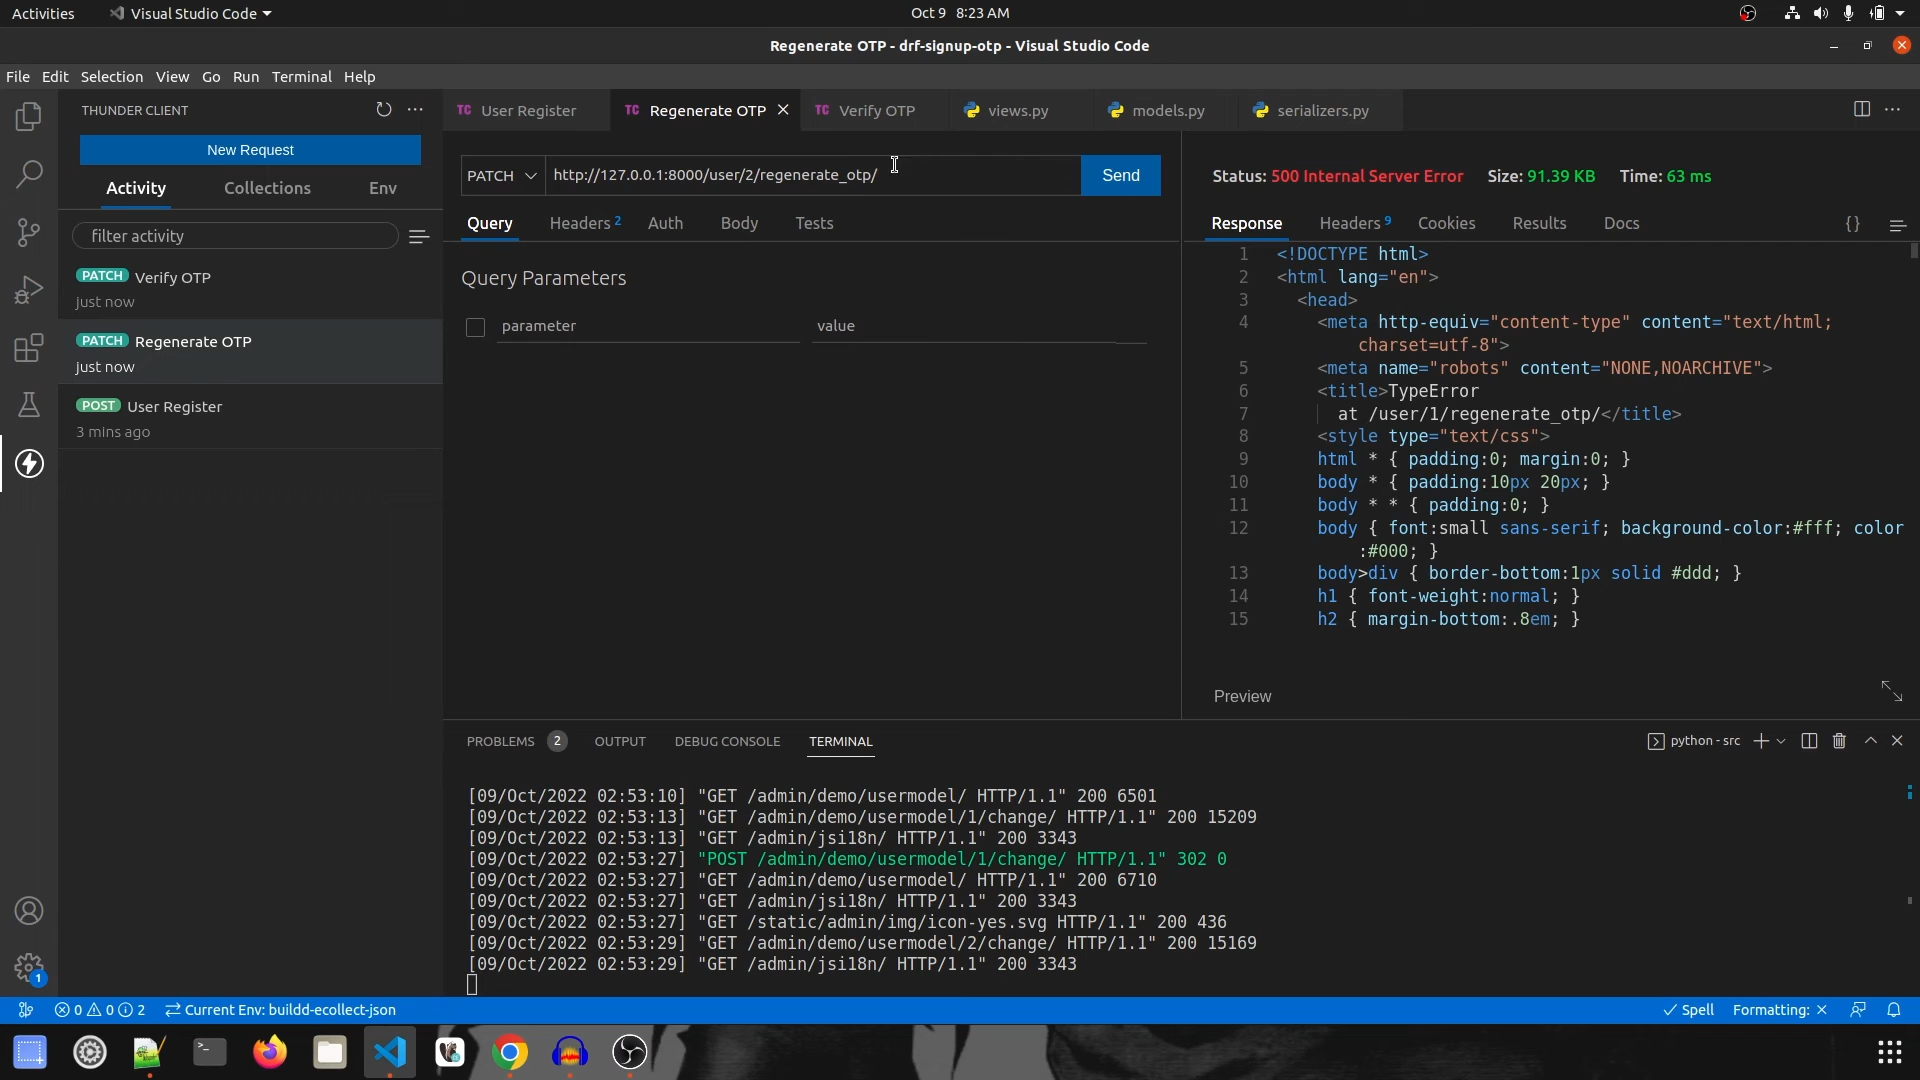 Activities
Visual Studio Code
Oct 9 8:23 AM
Regenerate OTP - drf-signup-otp - Visual Studio Code
File Edit Selection View Go Run Terminal Help
THUNDER CLIENT
New Request
Activity Collections Env
filter activity
PATCH Verify OTP
just now
PATCH Regenerate OTP
just now
POST User Register
3 mins ago
TC User Register
TC Regenerate OTP
TC Verify OTP
views.py
models.py
serializers.py
PATCH http://127.0.0.1:8000/user/2/regenerate_otp/ Send
Query Headers 2 Auth Body Tests
Query Parameters
parameter value
Status: 500 Internal Server Error Size: 91.39 KB Time: 63 ms
Response Headers 9 Cookies Results Docs {}
1 <!DOCTYPE html>
2 <html lang="en">
3 <head>
4 <meta http-equiv="content-type" content="text/html;
charset=utf-8">
5 <meta name="robots" content="NONE,NOARCHIVE">
6 <title>TypeError
7 at /user/1/regenerate_otp/</title>
8 <style type="text/css">
9 html * { padding:0; margin:0; }
10 body * { padding:10px 20px; }
11 body * * { padding:0; }
12 body { font:small sans-serif; background-color:#fff; color
:#000; }
13 body>div { border-bottom:1px solid #ddd; }
14 h1 { font-weight:normal; }
15 h2 { margin-bottom:.8em; }
Preview
PROBLEMS 2 OUTPUT DEBUG CONSOLE TERMINAL
python - src
[09/Oct/2022 02:53:10] "GET /admin/demo/usermodel/ HTTP/1.1" 200 6501
[09/Oct/2022 02:53:13] "GET /admin/demo/usermodel/1/change/ HTTP/1.1" 200 15209
[09/Oct/2022 02:53:13] "GET /admin/jsi18n/ HTTP/1.1" 200 3343
[09/Oct/2022 02:53:27] "POST /admin/demo/usermodel/1/change/ HTTP/1.1" 302 0
[09/Oct/2022 02:53:27] "GET /admin/demo/usermodel/ HTTP/1.1" 200 6710
[09/Oct/2022 02:53:27] "GET /admin/jsi18n/ HTTP/1.1" 200 3343
[09/Oct/2022 02:53:27] "GET /static/admin/img/icon-yes.svg HTTP/1.1" 200 436
[09/Oct/2022 02:53:29] "GET /admin/demo/usermodel/2/change/ HTTP/1.1" 200 15169
[09/Oct/2022 02:53:29] "GET /admin/jsi18n/ HTTP/1.1" 200 3343
1
0 0 2 Current Env: buildd-ecollect-json
Spell Formatting: